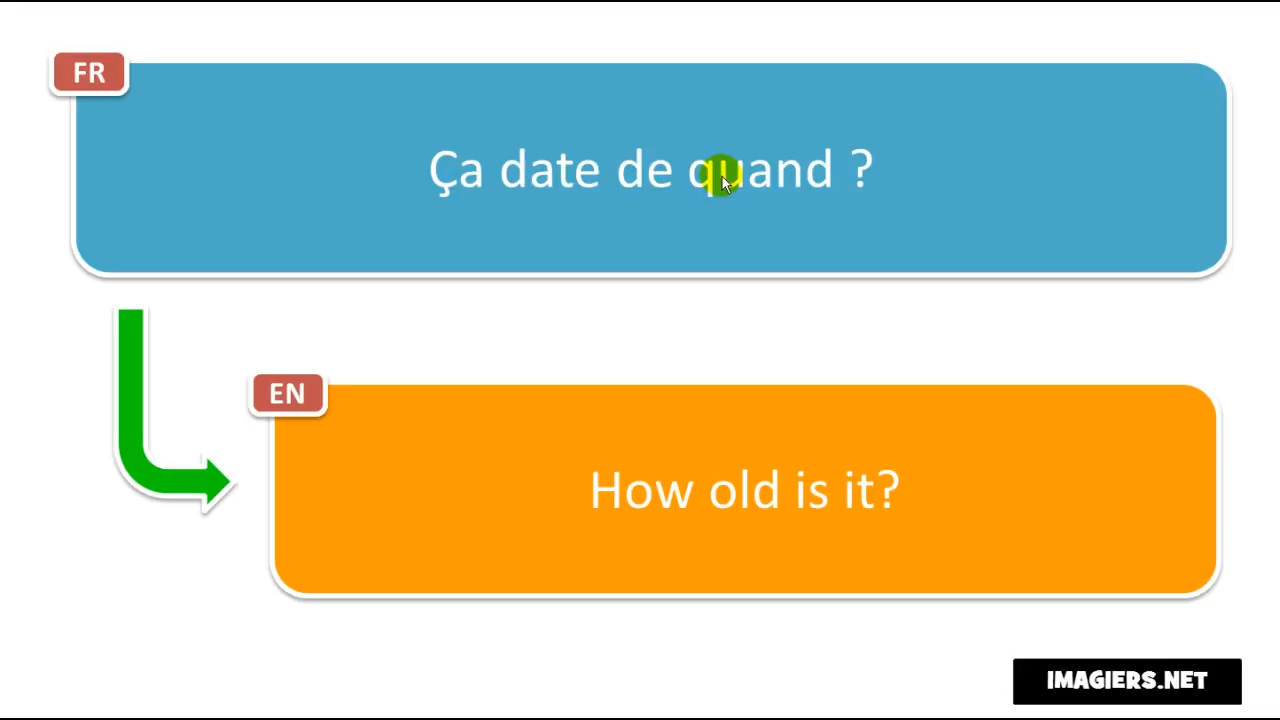 FR
Ça date de quand ?
EN
How old is it?
IMAGIERS.NET